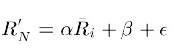 R′_N = αR̄_i + β + ϵ